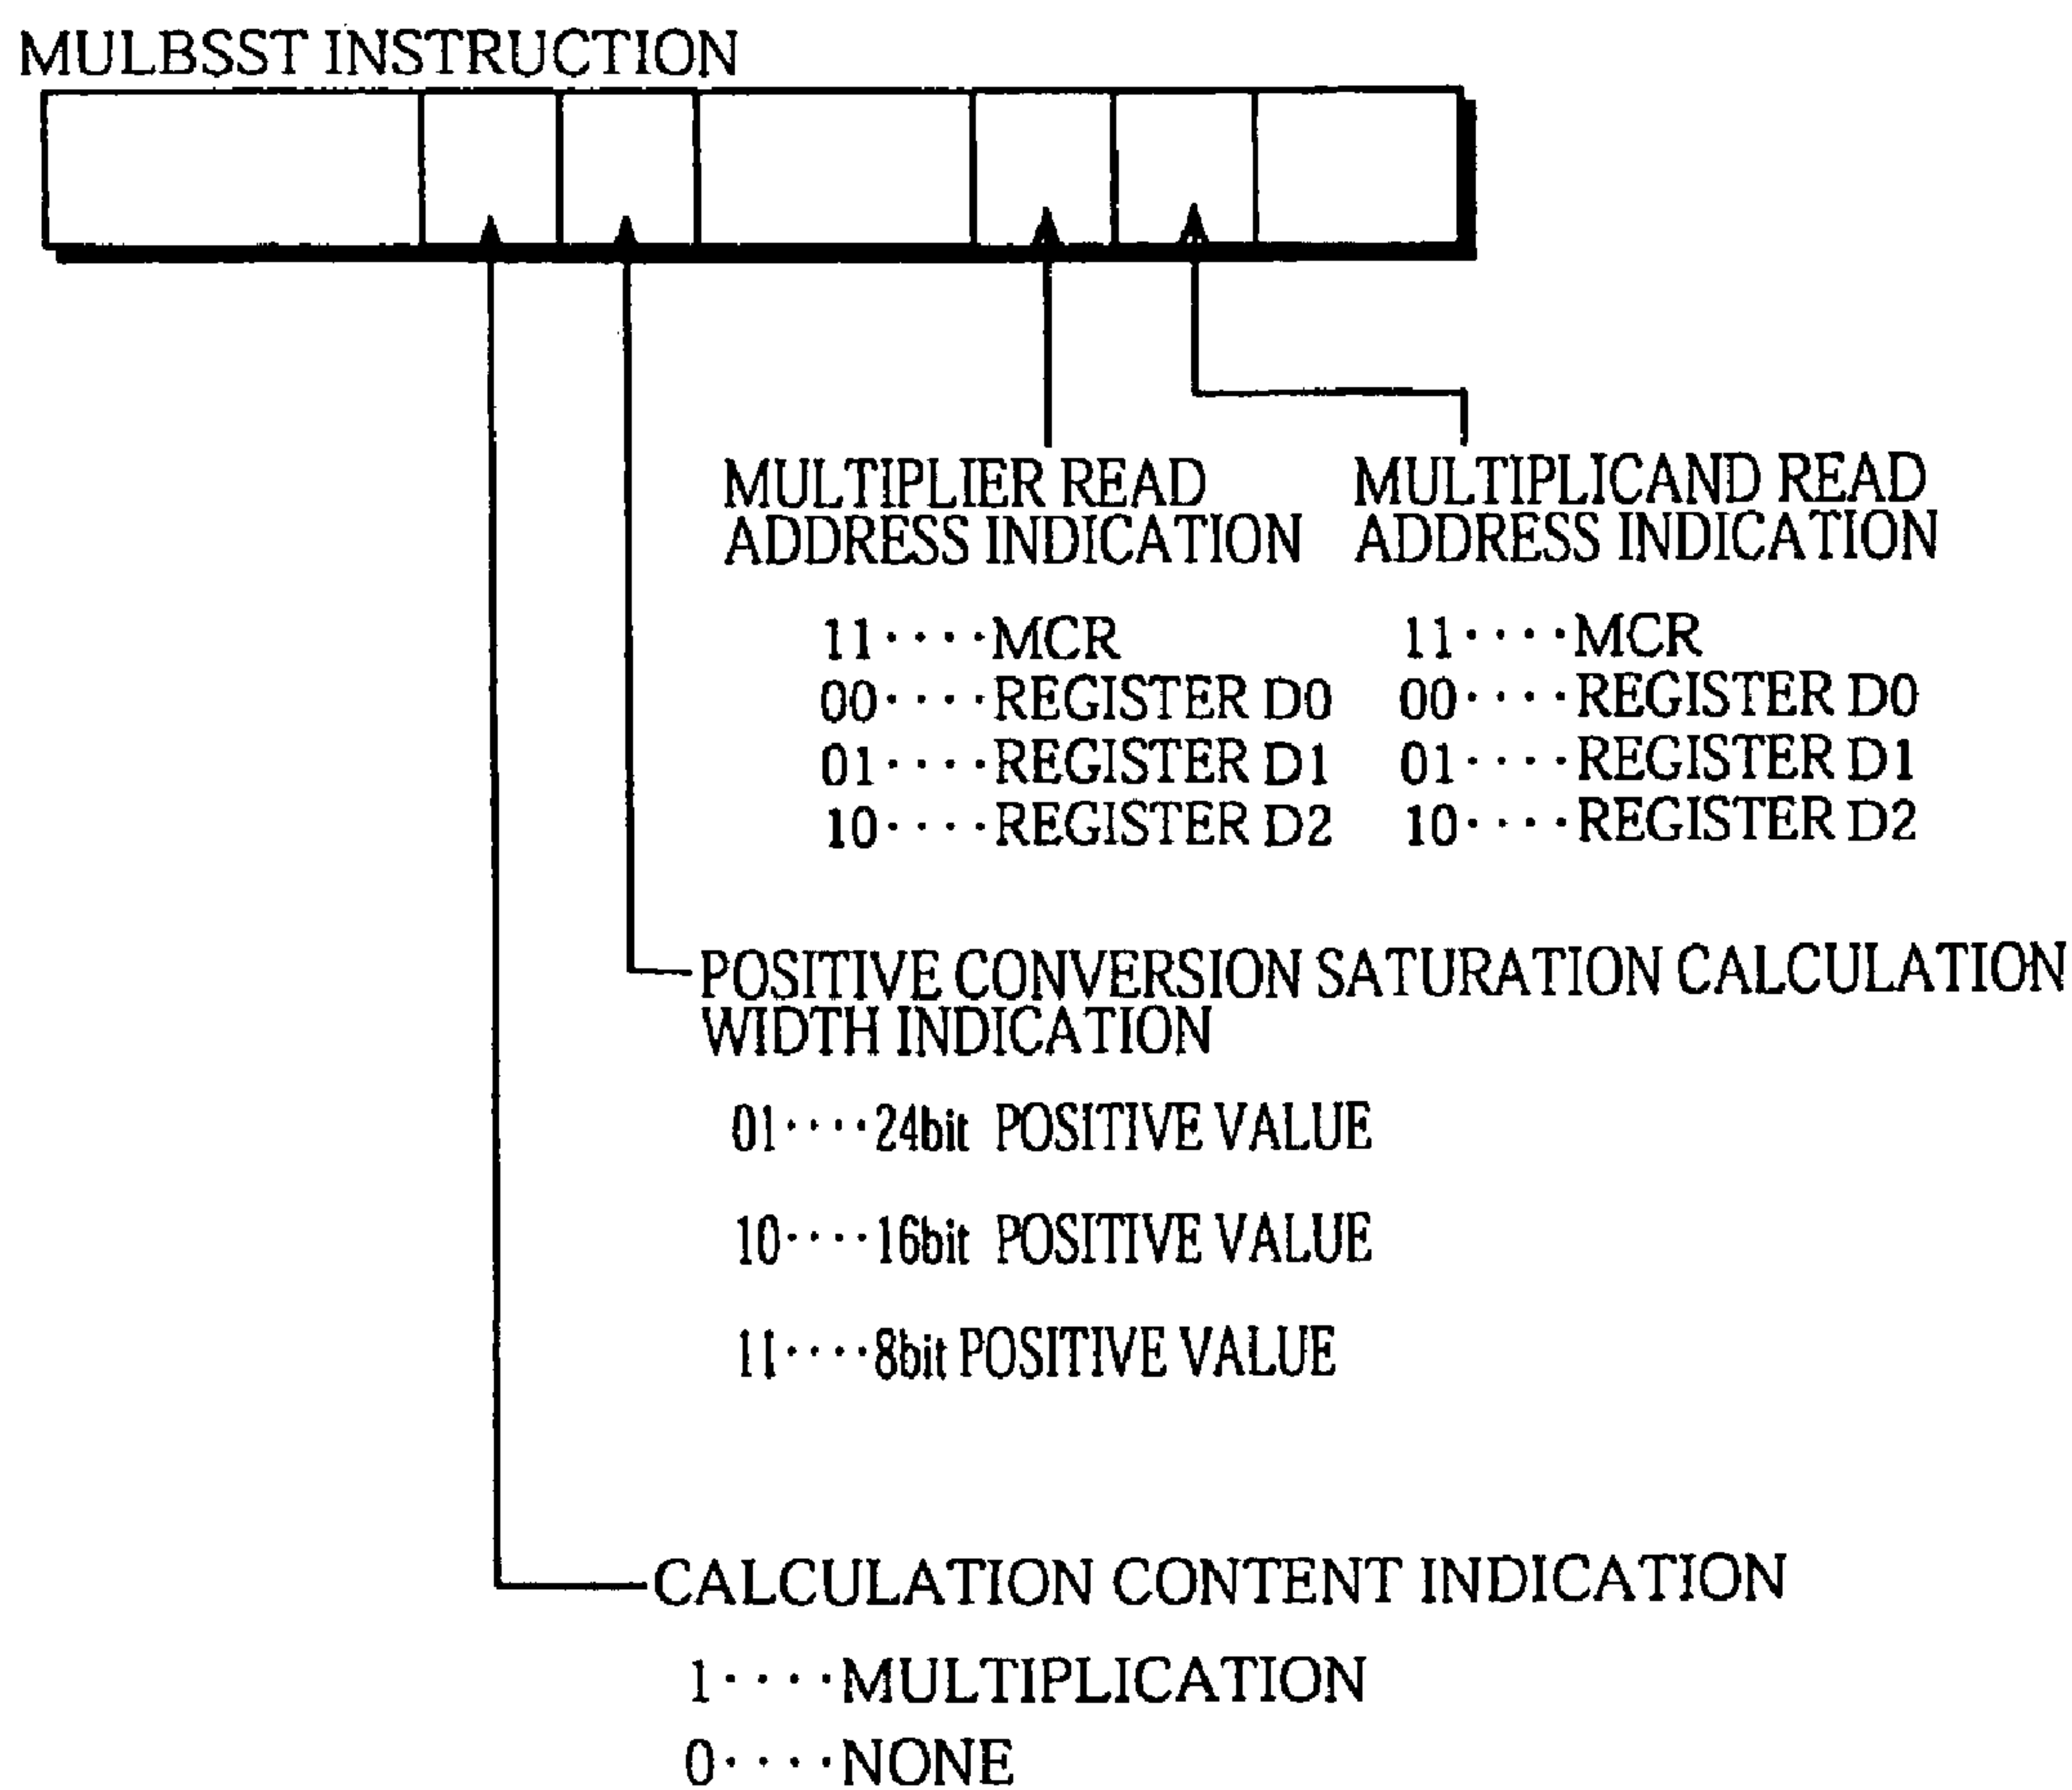 MULBSST INSTRUCTION
MULTIPLIER READ
ADDRESS INDICATION
11····MCR
00····REGISTER D0
01····REGISTER D1
10····REGISTER D2
MULTIPLICAND READ
ADDRESS INDICATION
11····MCR
00····REGISTER D0
01····REGISTER D1
10····REGISTER D2
POSITIVE CONVERSION SATURATION CALCULATION
WIDTH INDICATION
01····24bit POSITIVE VALUE
10····16bit POSITIVE VALUE
11····8bit POSITIVE VALUE
CALCULATION CONTENT INDICATION
1····MULTIPLICATION
0····NONE